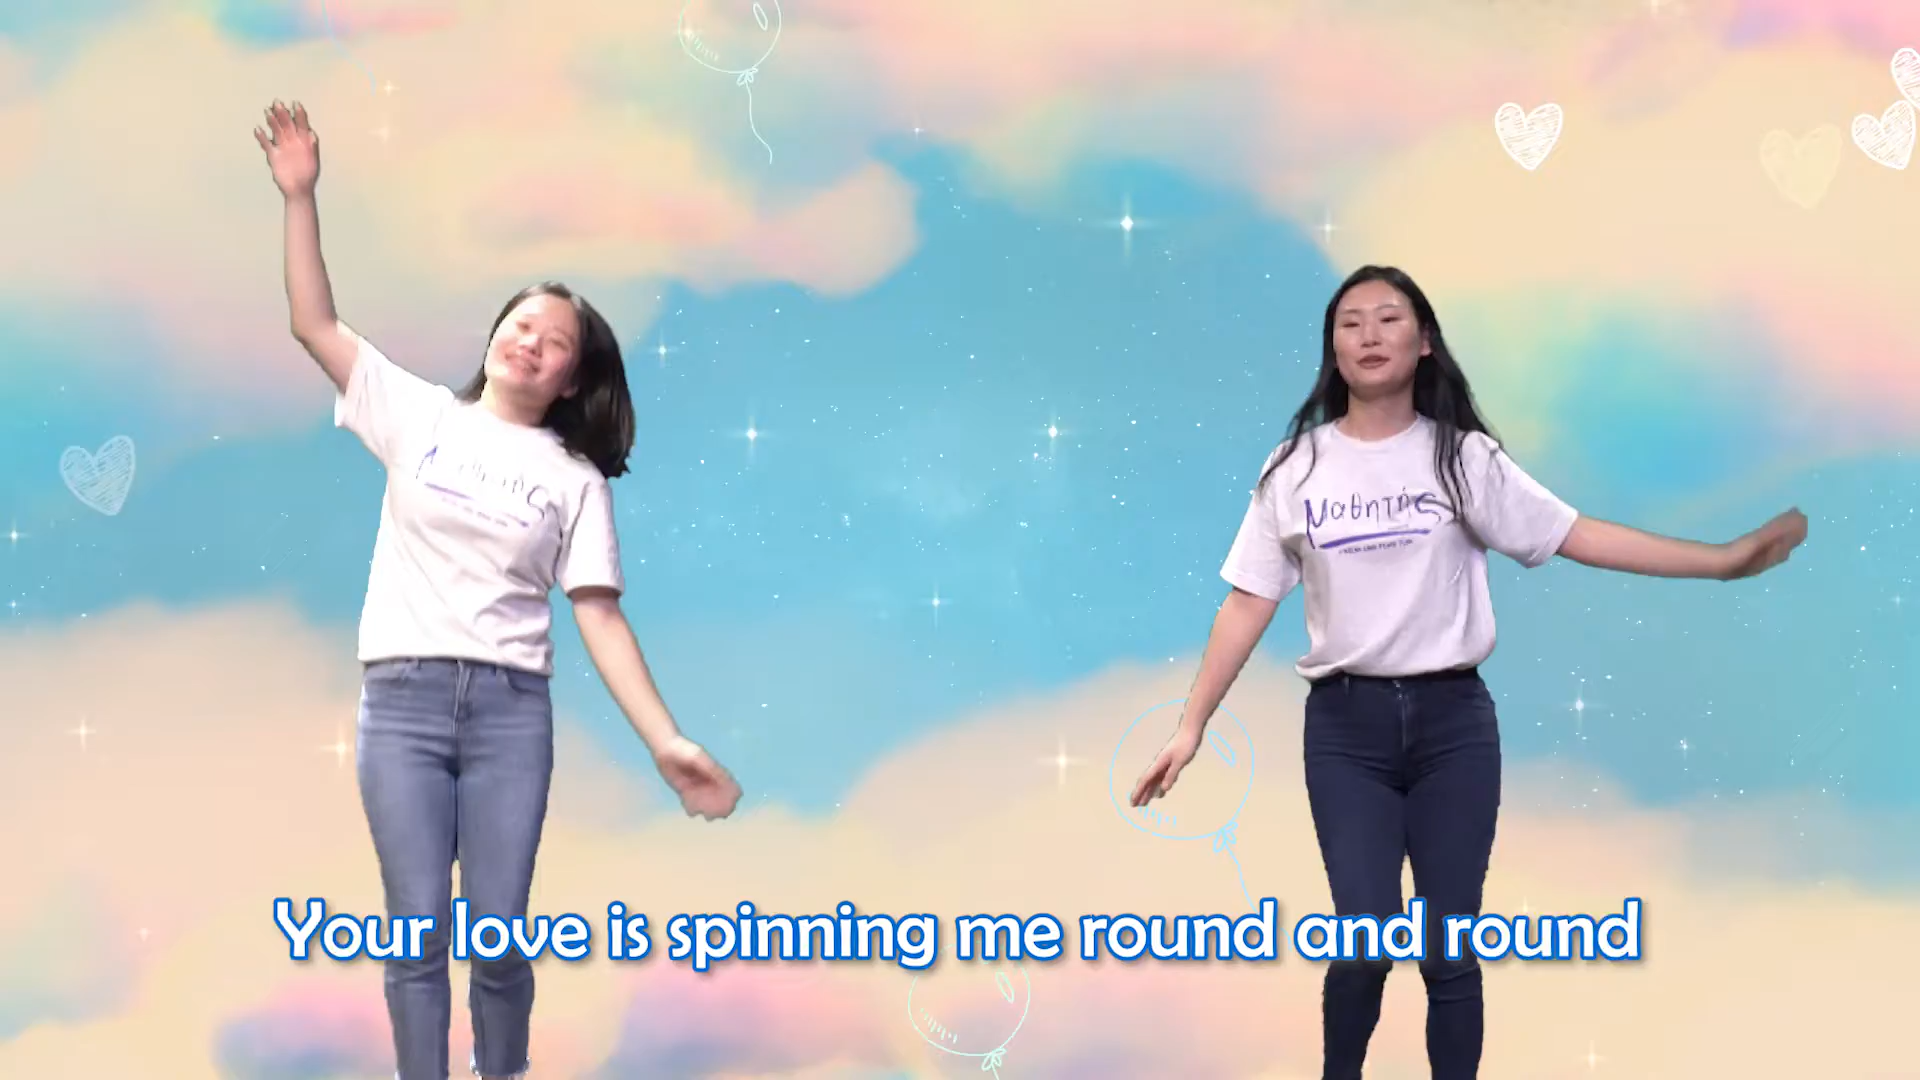 Μαθητής
Your love is spinning me round and round